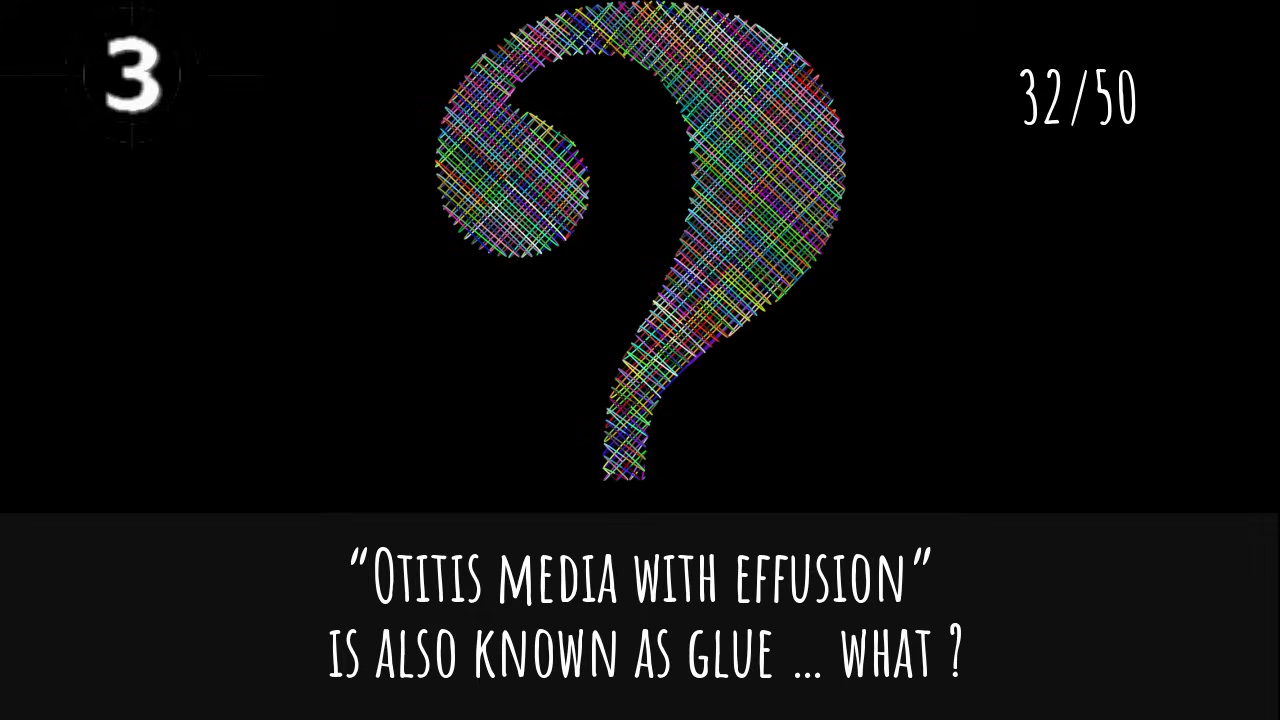 3
32/50
“Otitis media with effusion”
is also known as glue ... what ?